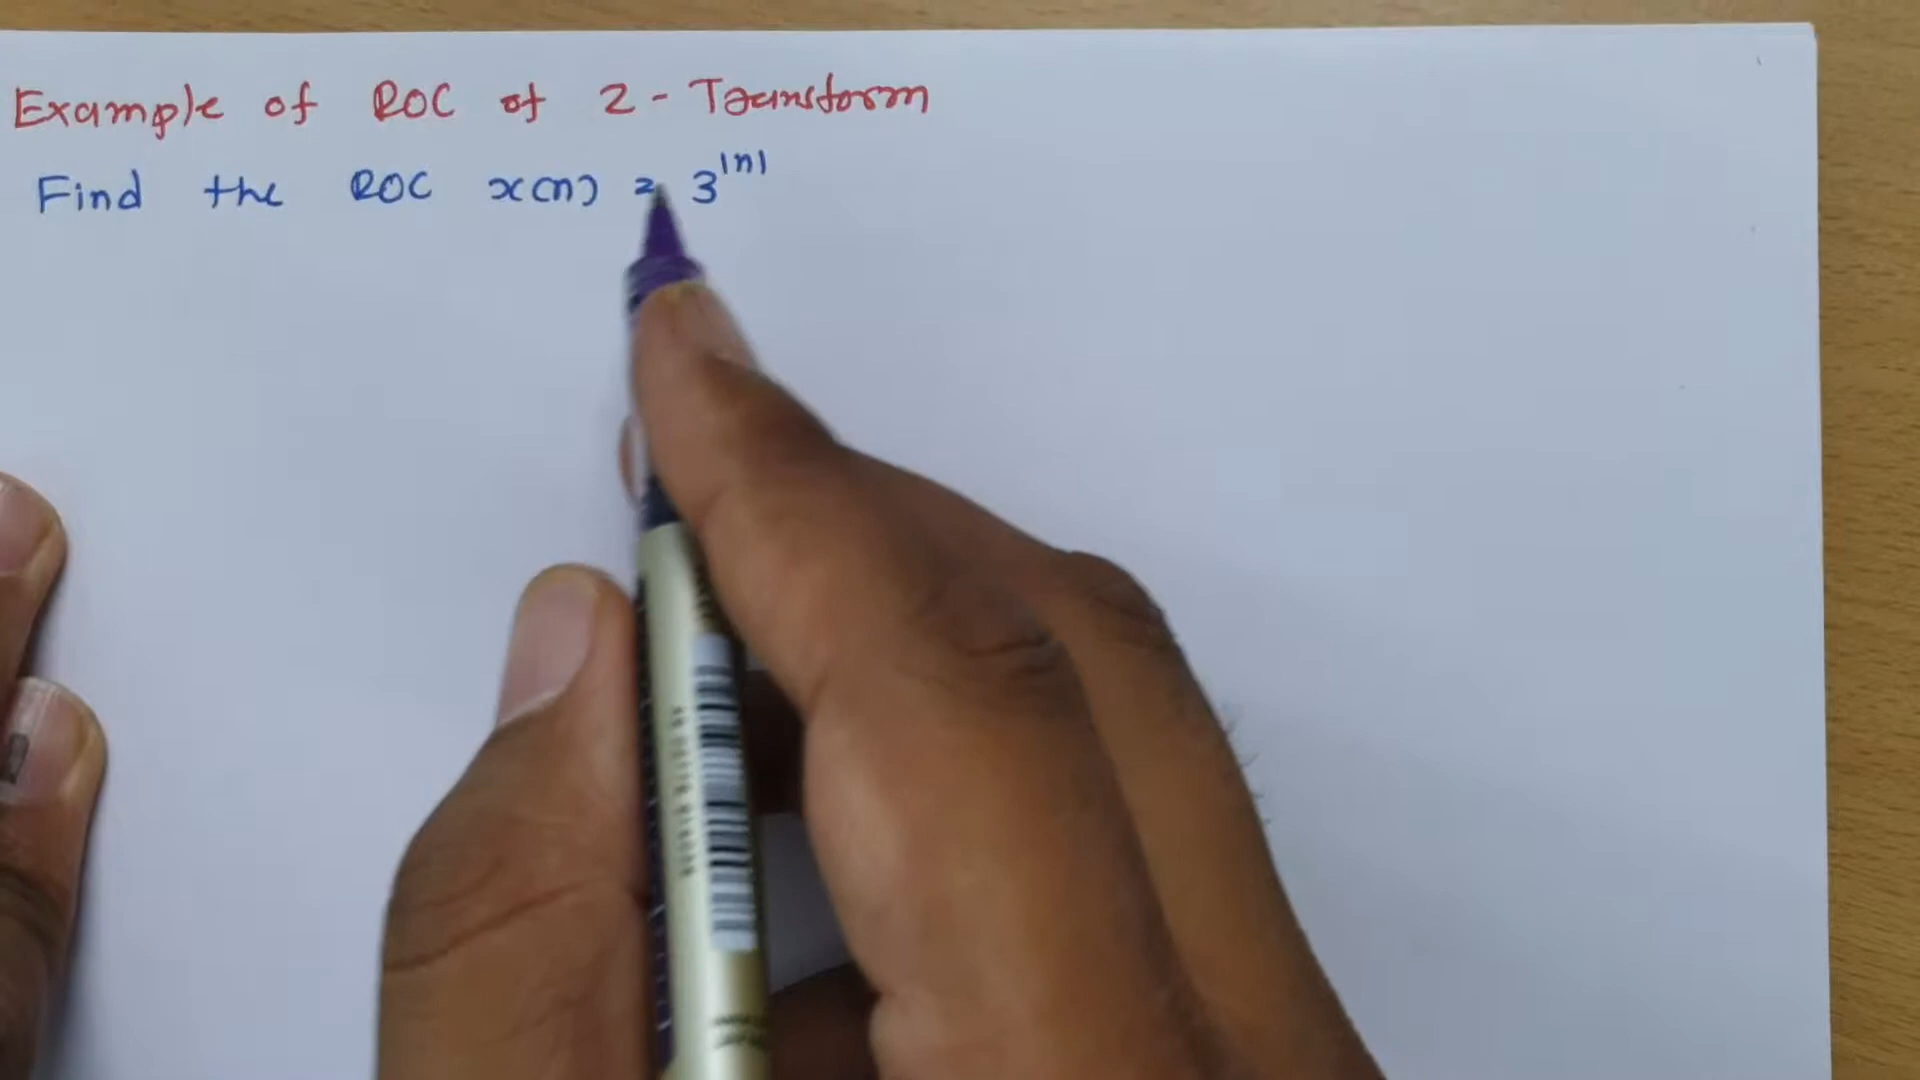 Example of ROC of Z-Transform
Find the ROC x(n) = 3^|n|